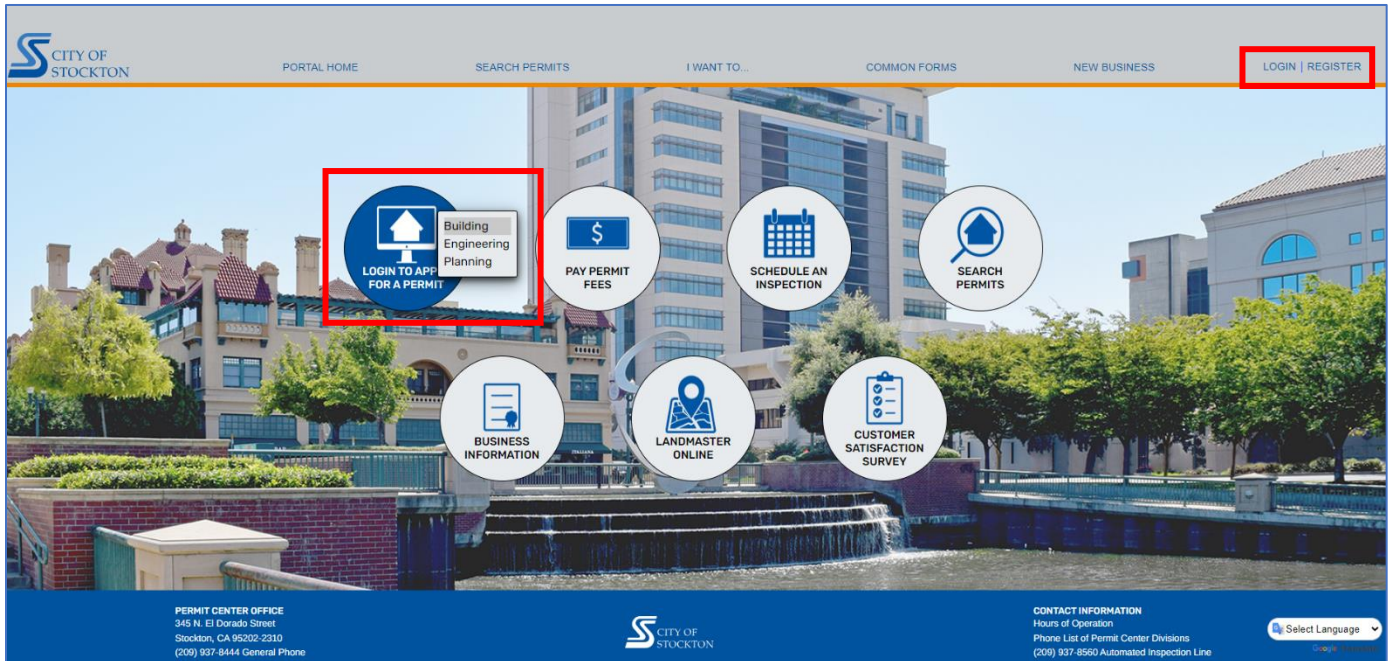 CITY OF
STOCKTON
PORTAL HOME
SEARCH PERMITS
I WANT TO...
COMMON FORMS
NEW BUSINESS
LOGIN | REGISTER
LOGIN TO APP
FOR A PERMIT
Building
Engineering
Planning
$
PAY PERMIT
FEES
SCHEDULE AN
INSPECTION
SEARCH
PERMITS
BUSINESS
INFORMATION
LANDMASTER
ONLINE
CUSTOMER
SATISFACTION
SURVEY
PERMIT CENTER OFFICE
345 N. El Dorado Street
Stockton, CA 95202-2310
(209) 937-8444 General Phone
CITY OF
STOCKTON
CONTACT INFORMATION
Hours of Operation
Phone List of Permit Center Divisions
(209) 937-8560 Automated Inspection Line
Select Language
Google